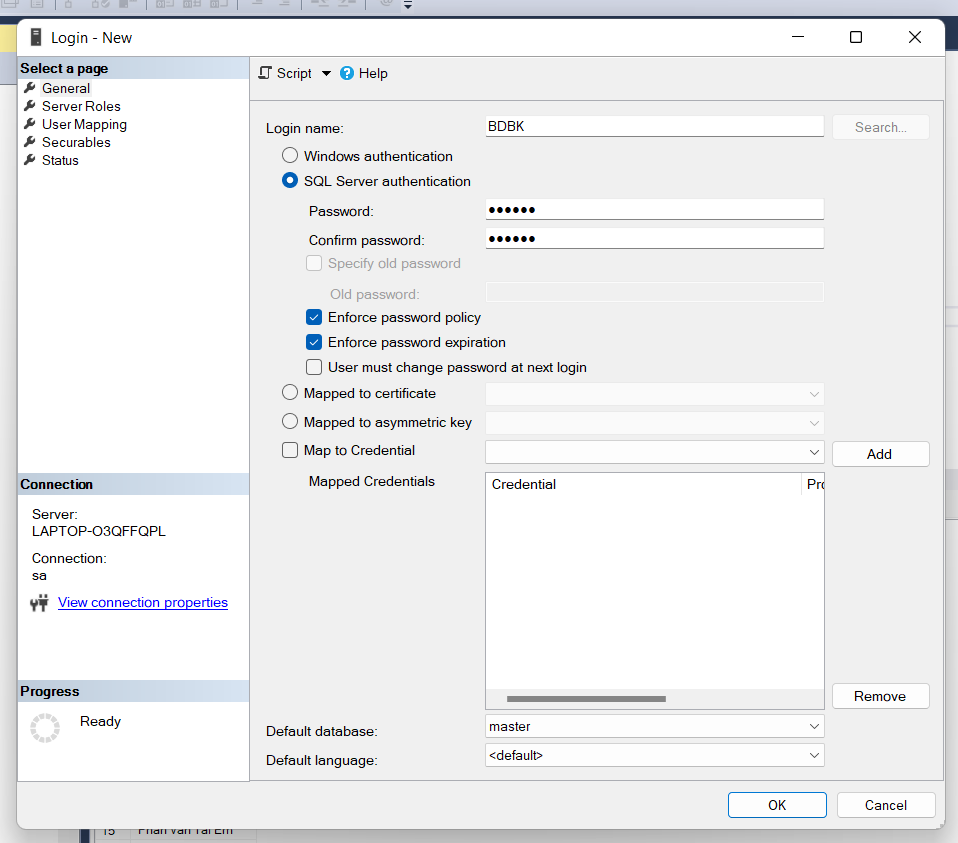 Login - New
Select a page
General
Server Roles
User Mapping
Securables
Status
Script
Help
Login name:
BDBK
Search...
Windows authentication
SQL Server authentication
Password:
●●●●●●
Confirm password:
●●●●●●
Specify old password
Old password:
Enforce password policy
Enforce password expiration
User must change password at next login
Mapped to certificate
Mapped to asymmetric key
Map to Credential
Add
Mapped Credentials
Credential
Pro
Remove
Default database:
master
Default language:
<default>
Connection
Server:
LAPTOP-O3QFFQPL
Connection:
sa
View connection properties
Progress
Ready
OK
Cancel
15